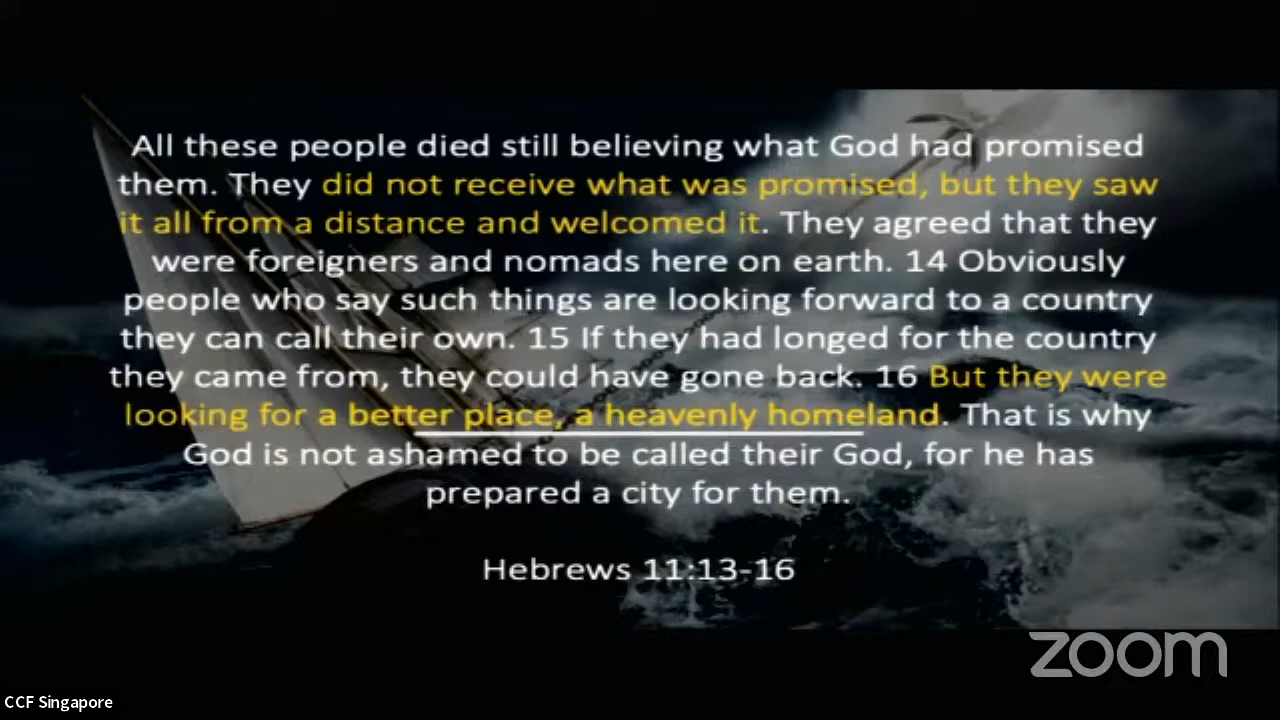 All these people died still believing what God had promised
them. They did not receive what was promised, but they saw
it all from a distance and welcomed it. They agreed that they
were foreigners and nomads here on earth. 14 Obviously
people who say such things are looking forward to a country
they can call their own. 15 If they had longed for the country
they came from, they could have gone back. 16 But they were
looking for a better place, a heavenly homeland. That is why
God is not ashamed to be called their God, for he has
prepared a city for them.
Hebrews 11:13-16
zoom
CCF Singapore